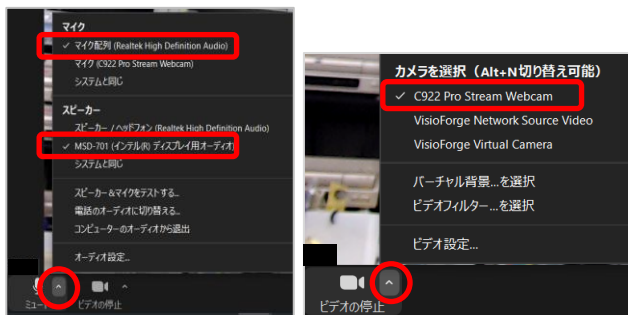 マイク
✓ マイク配列 (Realtek High Definition Audio)
マイク (C922 Pro Stream Webcam)
システムと同じ
スピーカー
スピーカー / ヘッドフォン (Realtek High Definition Audio)
✓ MSD-701 (インテル(R) ディスプレイ用オーディオ)
システムと同じ
スピーカー&マイクをテストする...
電話のオーディオに切り替える...
コンピューターのオーディオから退出
オーディオ設定...
ミュート
ビデオの停止
カメラを選択（Alt+N切り替え可能）
✓ C922 Pro Stream Webcam
VisioForge Network Source Video
VisioForge Virtual Camera
バーチャル背景...を選択
ビデオフィルター...を選択
ビデオ設定...
ビデオの停止